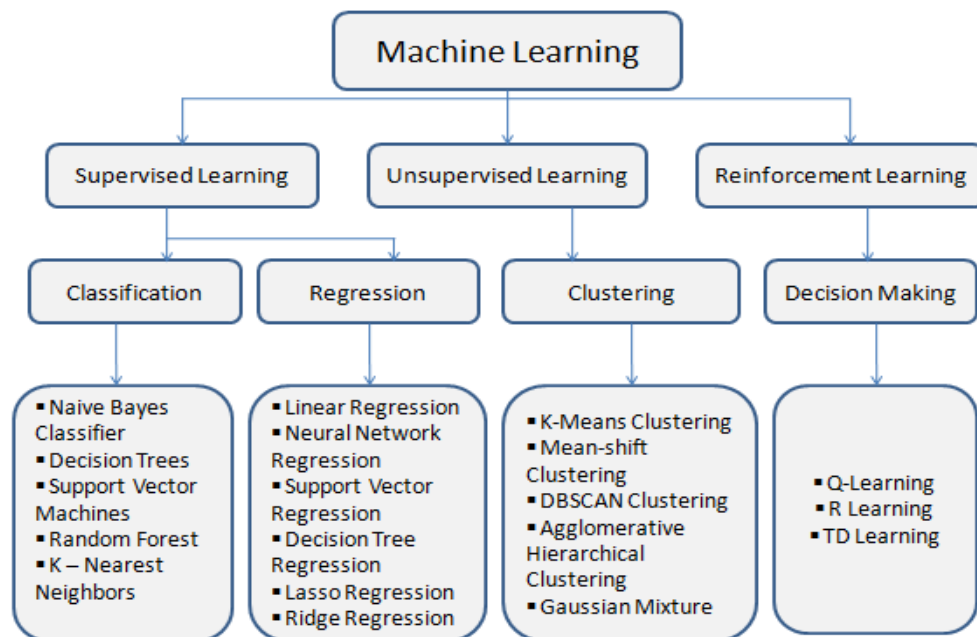 Machine Learning
Supervised Learning
Unsupervised Learning
Reinforcement Learning
Classification
Regression
Clustering
Decision Making
▪ Naive Bayes
Classifier
▪ Decision Trees
▪ Support Vector
Machines
▪ Random Forest
▪ K – Nearest
Neighbors
▪ Linear Regression
▪ Neural Network
Regression
▪ Support Vector
Regression
▪ Decision Tree
Regression
▪ Lasso Regression
▪ Ridge Regression
▪ K-Means Clustering
▪ Mean-shift
Clustering
▪ DBSCAN Clustering
▪ Agglomerative
Hierarchical
Clustering
▪ Gaussian Mixture
▪ Q-Learning
▪ R Learning
▪ TD Learning